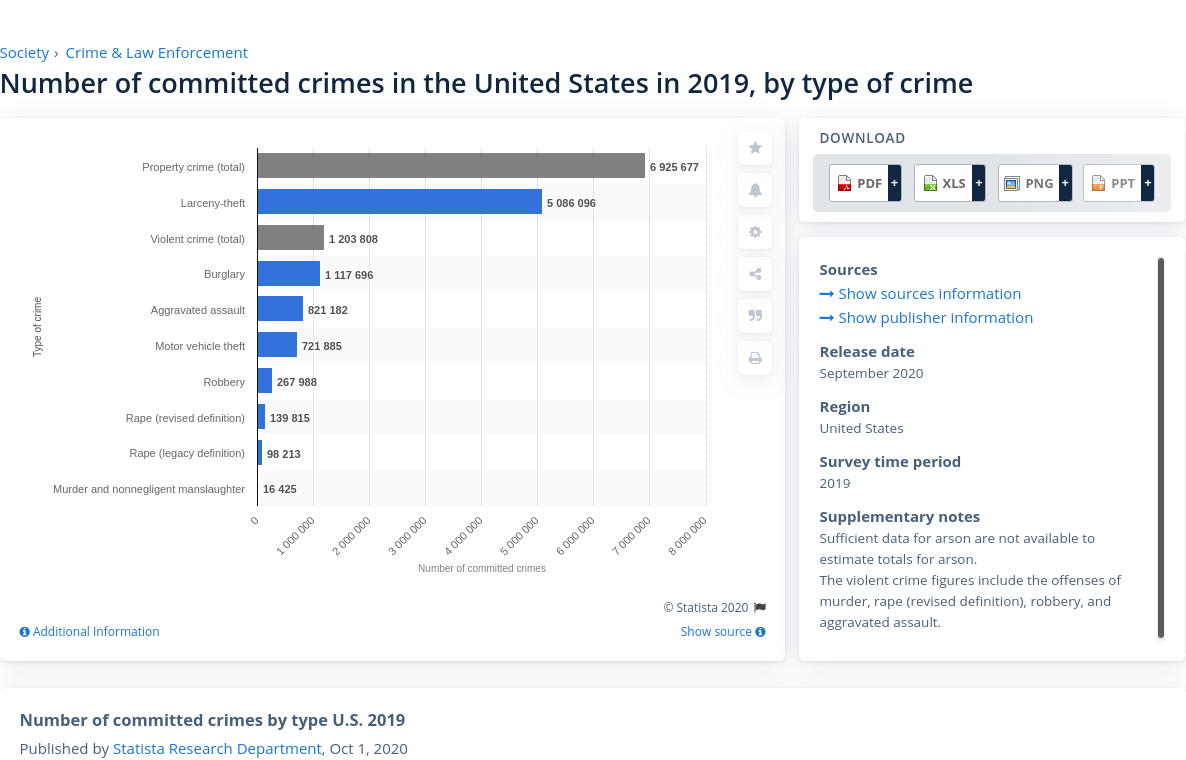 Society › Crime & Law Enforcement
Number of committed crimes in the United States in 2019, by type of crime
Type of crime
Property crime (total) 6 925 677
Larceny-theft 5 086 096
Violent crime (total) 1 203 808
Burglary 1 117 696
Aggravated assault 821 182
Motor vehicle theft 721 885
Robbery 267 988
Rape (revised definition) 139 815
Rape (legacy definition) 98 213
Murder and nonnegligent manslaughter 16 425
0 1 000 000 2 000 000 3 000 000 4 000 000 5 000 000 6 000 000 7 000 000 8 000 000
Number of committed crimes
© Statista 2020
Additional Information Show source
DOWNLOAD
PDF + XLS + PNG + PPT +
Sources
Show sources information
Show publisher information
Release date
September 2020
Region
United States
Survey time period
2019
Supplementary notes
Sufficient data for arson are not available to
estimate totals for arson.
The violent crime figures include the offenses of
murder, rape (revised definition), robbery, and
aggravated assault.
Number of committed crimes by type U.S. 2019
Published by Statista Research Department, Oct 1, 2020